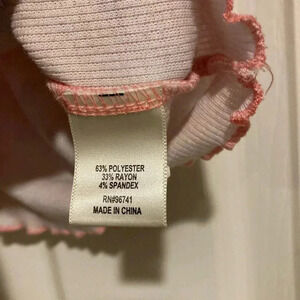 63% POLYESTER
33% RAYON
4% SPANDEX
RN#96741
MADE IN CHINA